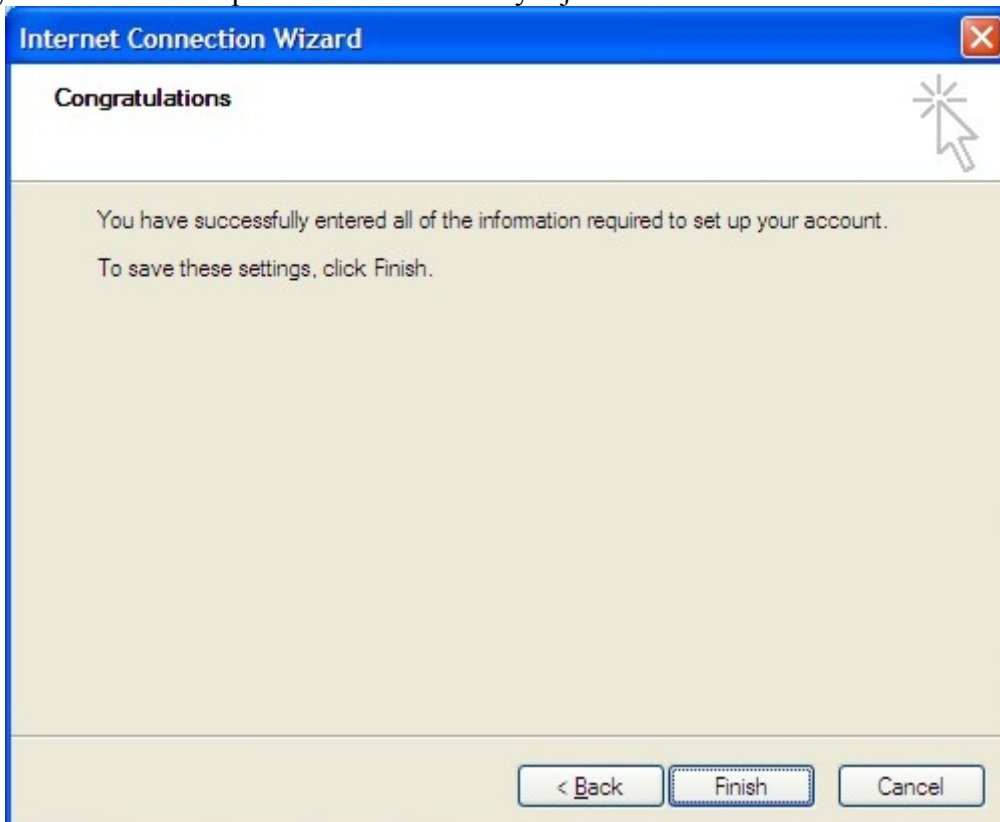 Internet Connection Wizard
Congratulations
You have successfully entered all of the information required to set up your account.
To save these settings, click Finish.
< Back Finish Cancel